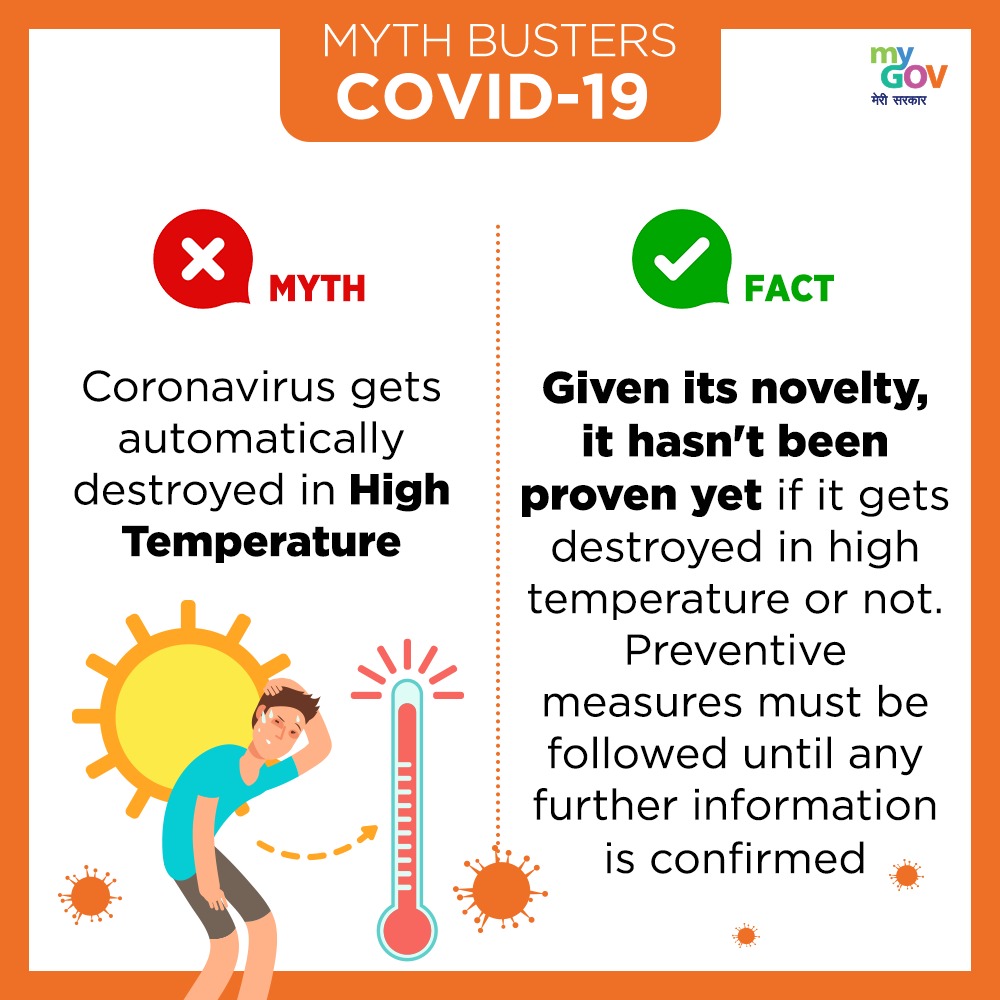 MYTH BUSTERS
COVID-19
my
GOV
मेरी सरकार
MYTH
Coronavirus gets
automatically
destroyed in High
Temperature
FACT
Given its novelty,
it hasn't been
proven yet if it gets
destroyed in high
temperature or not.
Preventive
measures must be
followed until any
further information
is confirmed